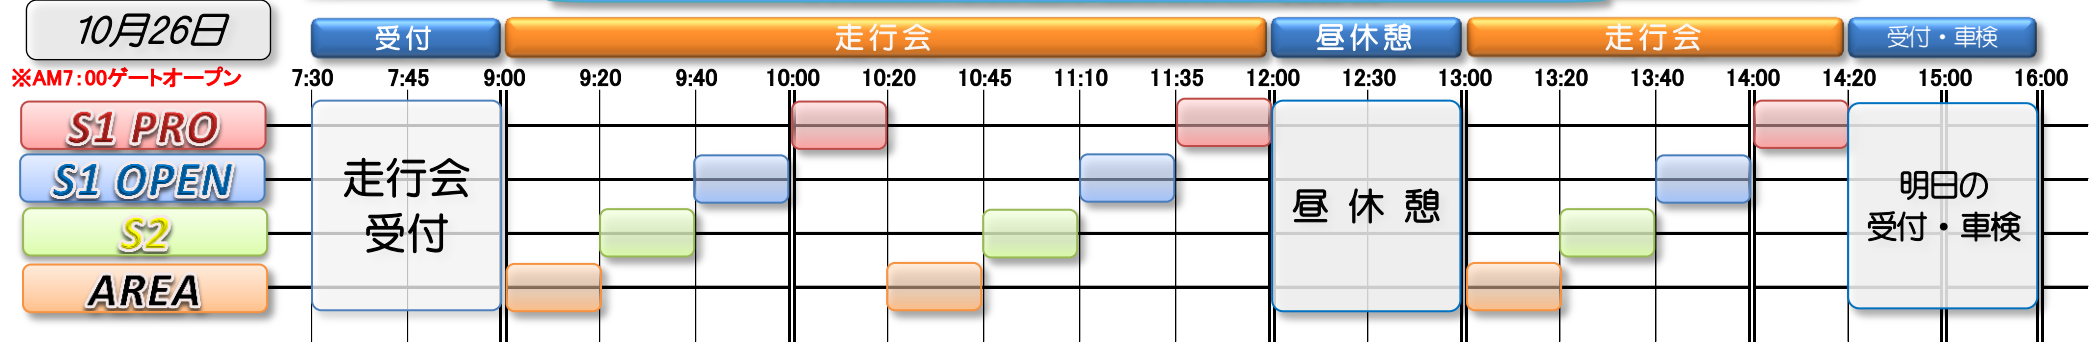 10月26日
受付
走行会
昼休憩
走行会
受付・車検
※AM7:00ゲートオープン
7:30 7:45 9:00 9:20 9:40 10:00 10:20 10:45 11:10 11:35 12:00 12:30 13:00 13:20 13:40 14:00 14:20 15:00 16:00
S1 PRO
S1 OPEN
S2
AREA
走行会
受付
昼 休 憩
明日の
受付・車検